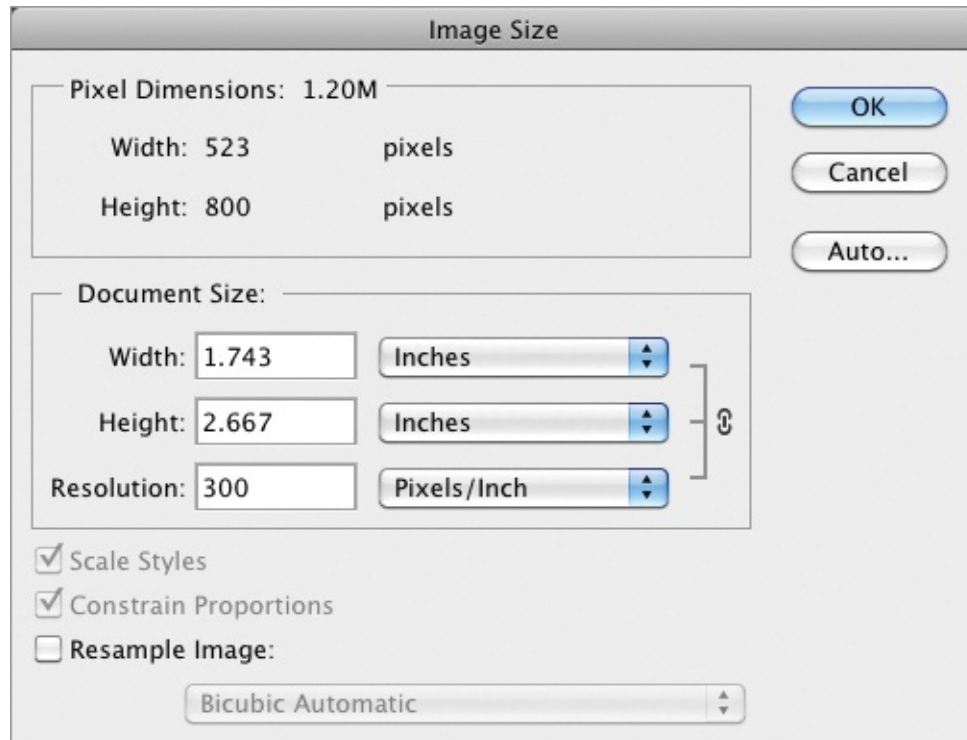 Image Size
Pixel Dimensions: 1.20M
Width: 523 pixels
Height: 800 pixels
OK
Cancel
Auto...
Document Size:
Width: 1.743 Inches
Height: 2.667 Inches
Resolution: 300 Pixels/Inch
Scale Styles
Constrain Proportions
Resample Image:
Bicubic Automatic